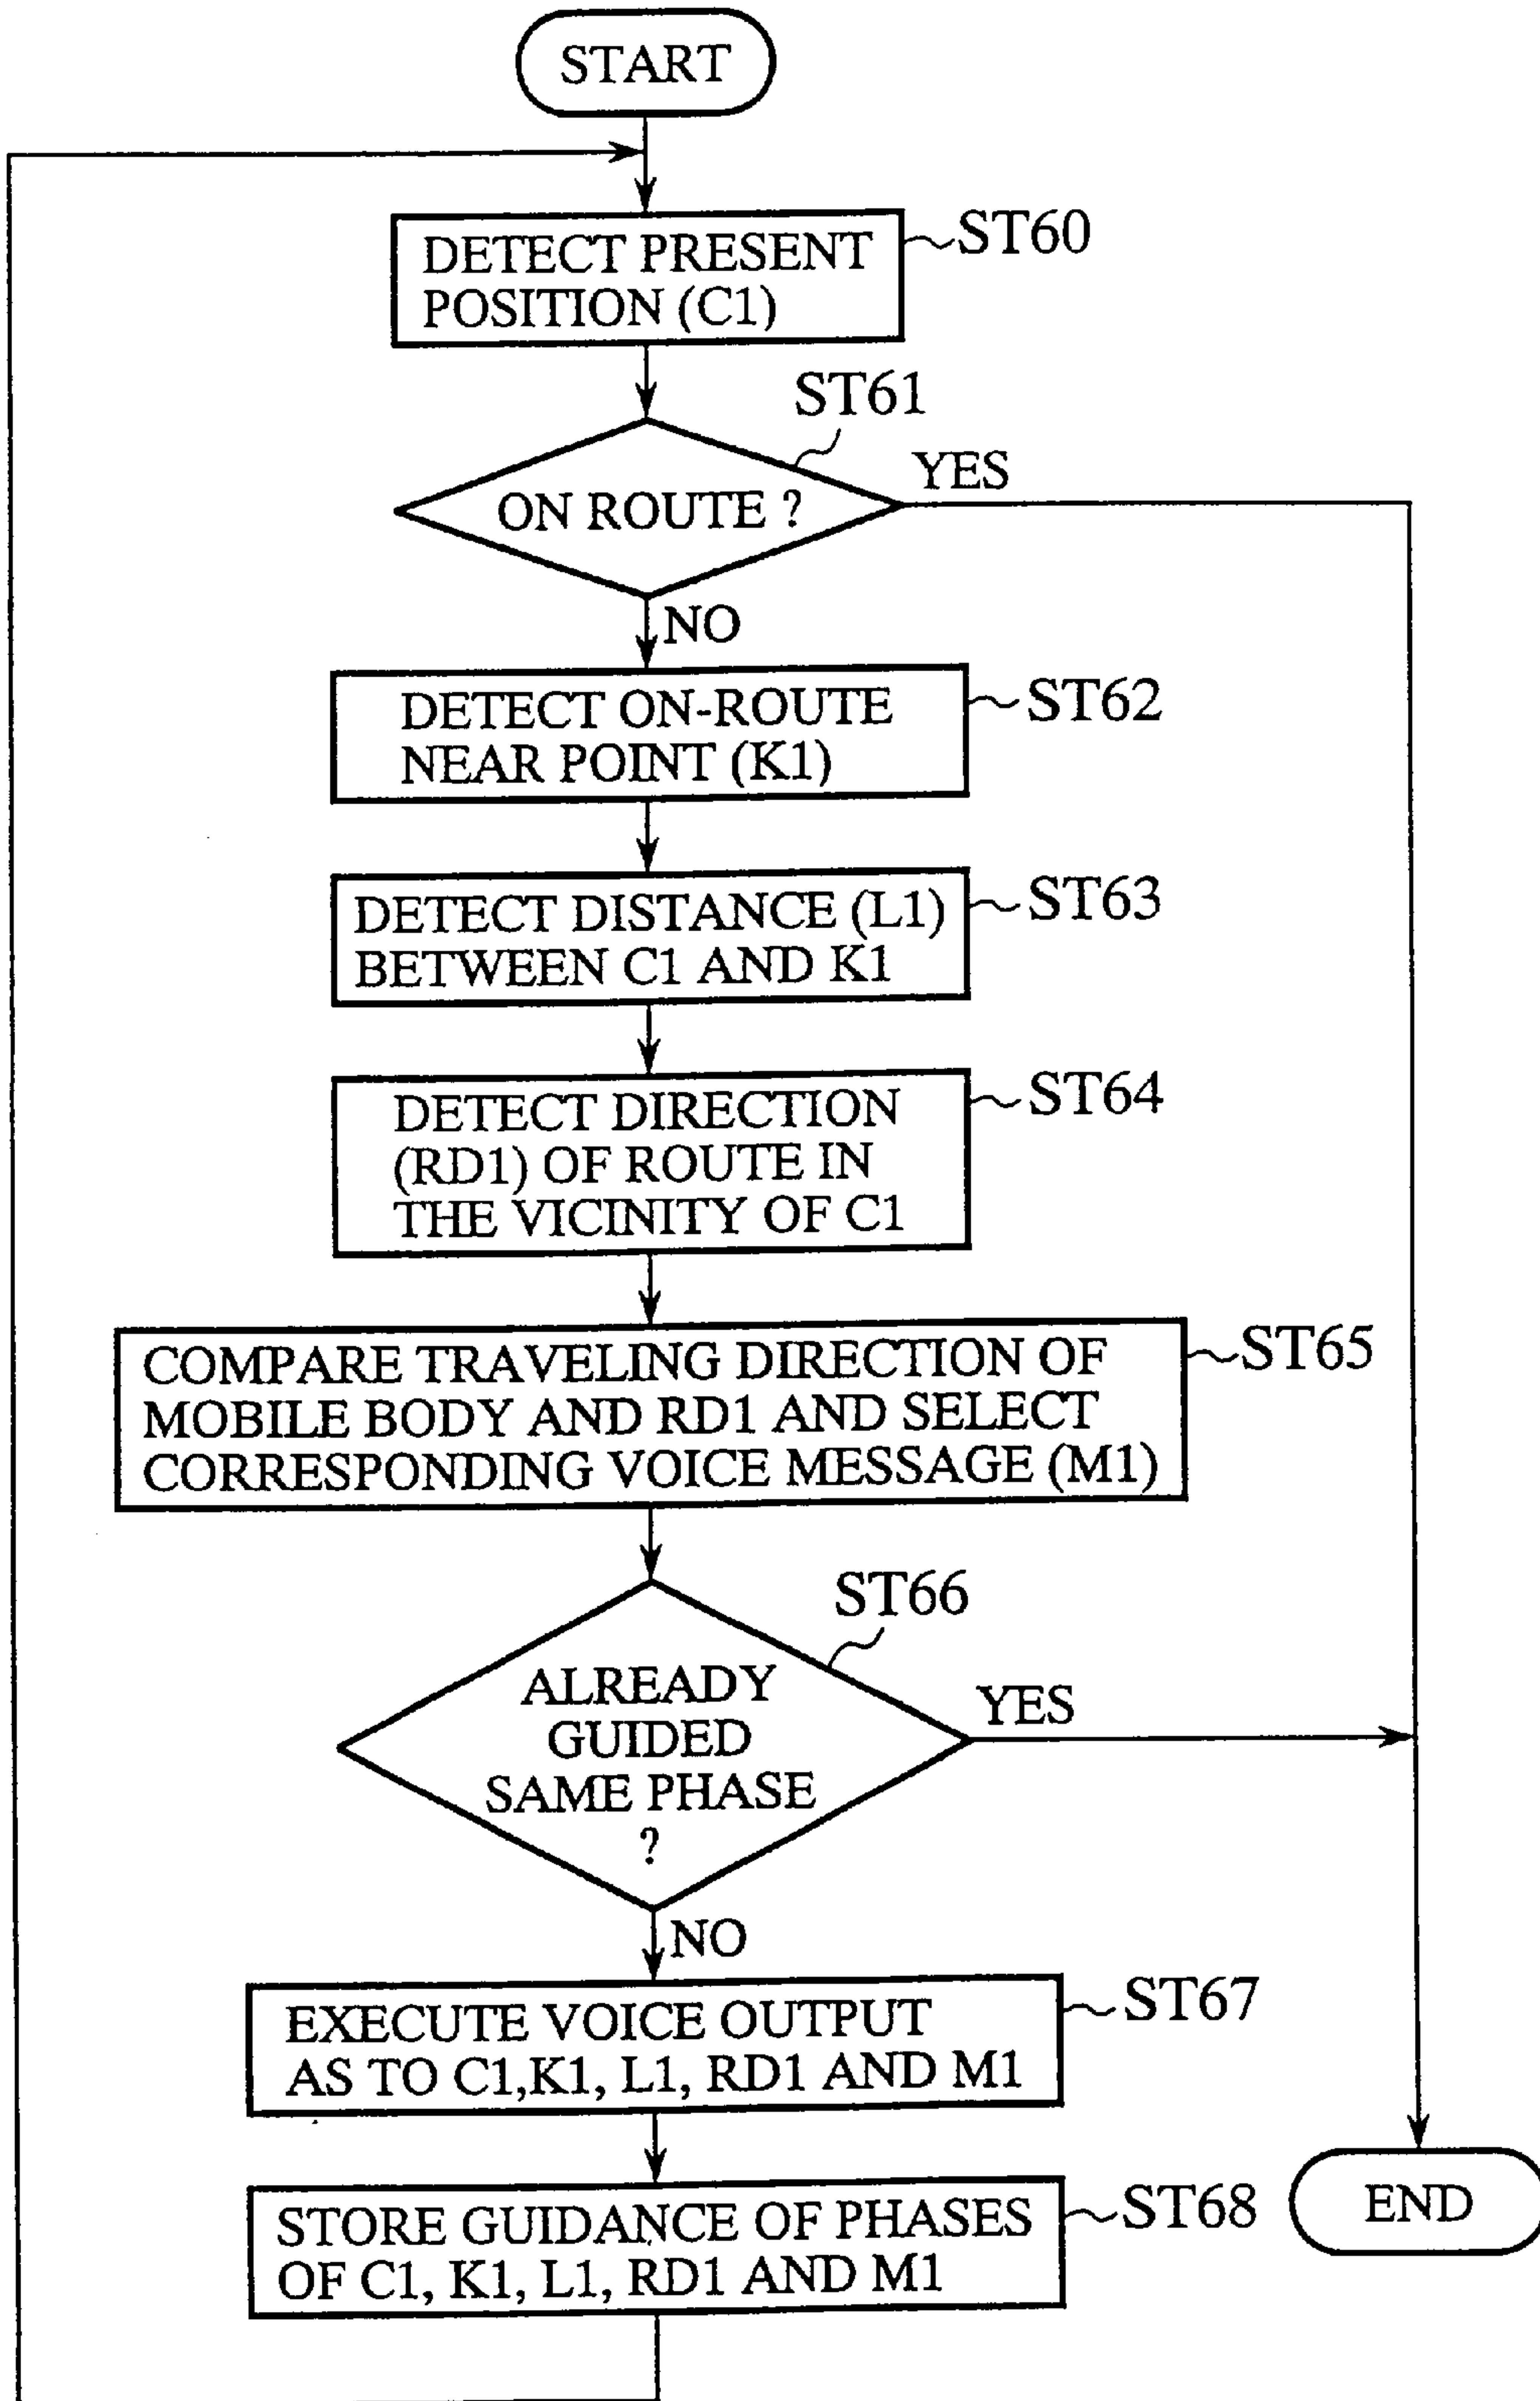 START
DETECT PRESENT
POSITION (C1)
ST60
ST61
ON ROUTE ?
YES
NO
DETECT ON-ROUTE
NEAR POINT (K1)
ST62
DETECT DISTANCE (L1)
BETWEEN C1 AND K1
ST63
DETECT DIRECTION
(RD1) OF ROUTE IN
THE VICINITY OF C1
ST64
COMPARE TRAVELING DIRECTION OF
MOBILE BODY AND RD1 AND SELECT
CORRESPONDING VOICE MESSAGE (M1)
ST65
ST66
ALREADY
GUIDED
SAME PHASE
?
YES
NO
EXECUTE VOICE OUTPUT
AS TO C1,K1, L1, RD1 AND M1
ST67
STORE GUIDANCE OF PHASES
OF C1, K1, L1, RD1 AND M1
ST68
END